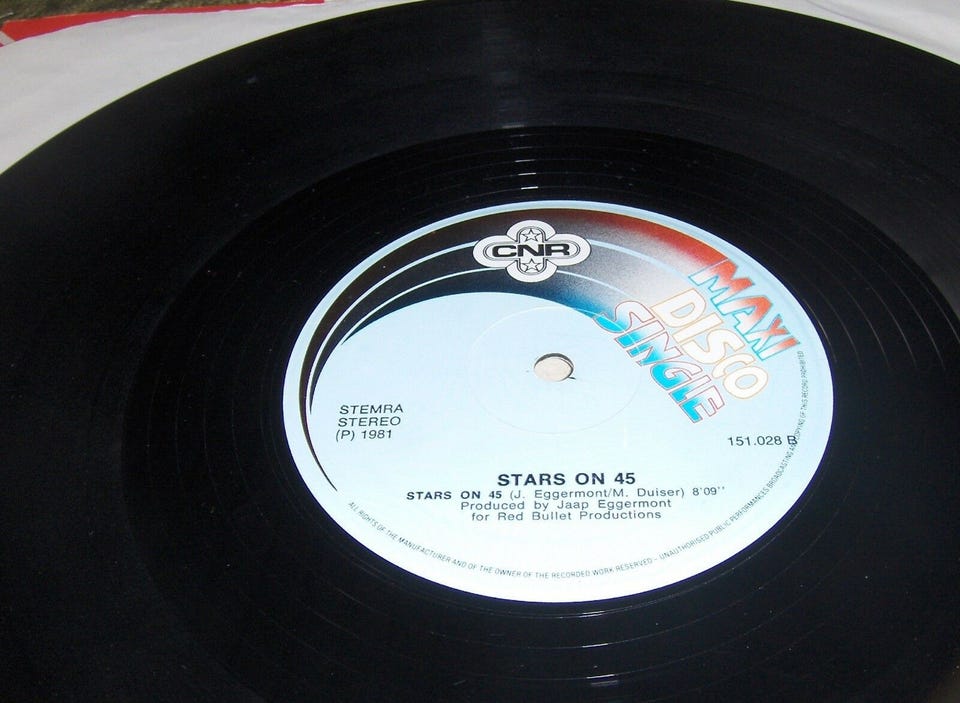 CNR
MAXI
DISCO
SINGLE
STEMRA
STEREO
(P) 1981
151.028 B
STARS ON 45
STARS ON 45 (J. Eggermont/M. Duiser) 8'09''
Produced by Jaap Eggermont
for Red Bullet Productions
ALL RIGHTS OF THE MANUFACTURER AND OF THE OWNER OF THE RECORDED WORK RESERVED – UNAUTHORISED PUBLIC PERFORMANCES BROADCASTING AND COPYING OF THIS RECORD PROHIBITED